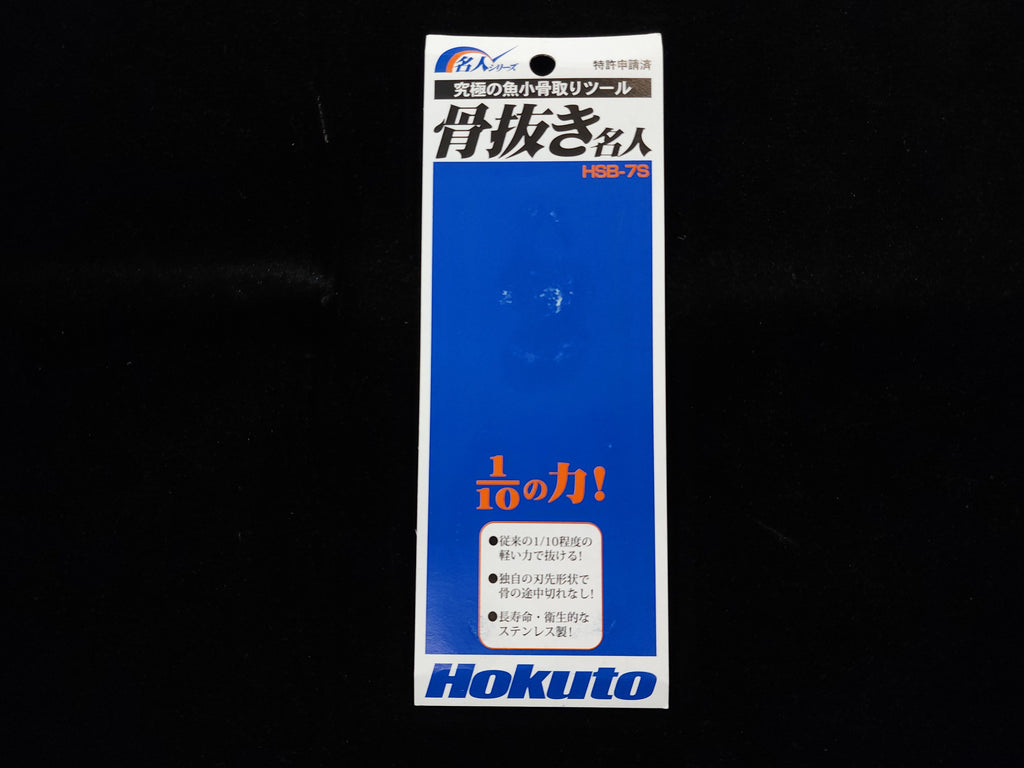 名人シリーズ
特許申請済
究極の魚小骨取りツール
骨抜き名人
HSB-7S
1/10の力!
●従来の1/10程度の
軽い力で抜ける!
●独自の刃先形状で
骨の途中切れなし!
●長寿命・衛生的な
ステンレス製!
Hokuto